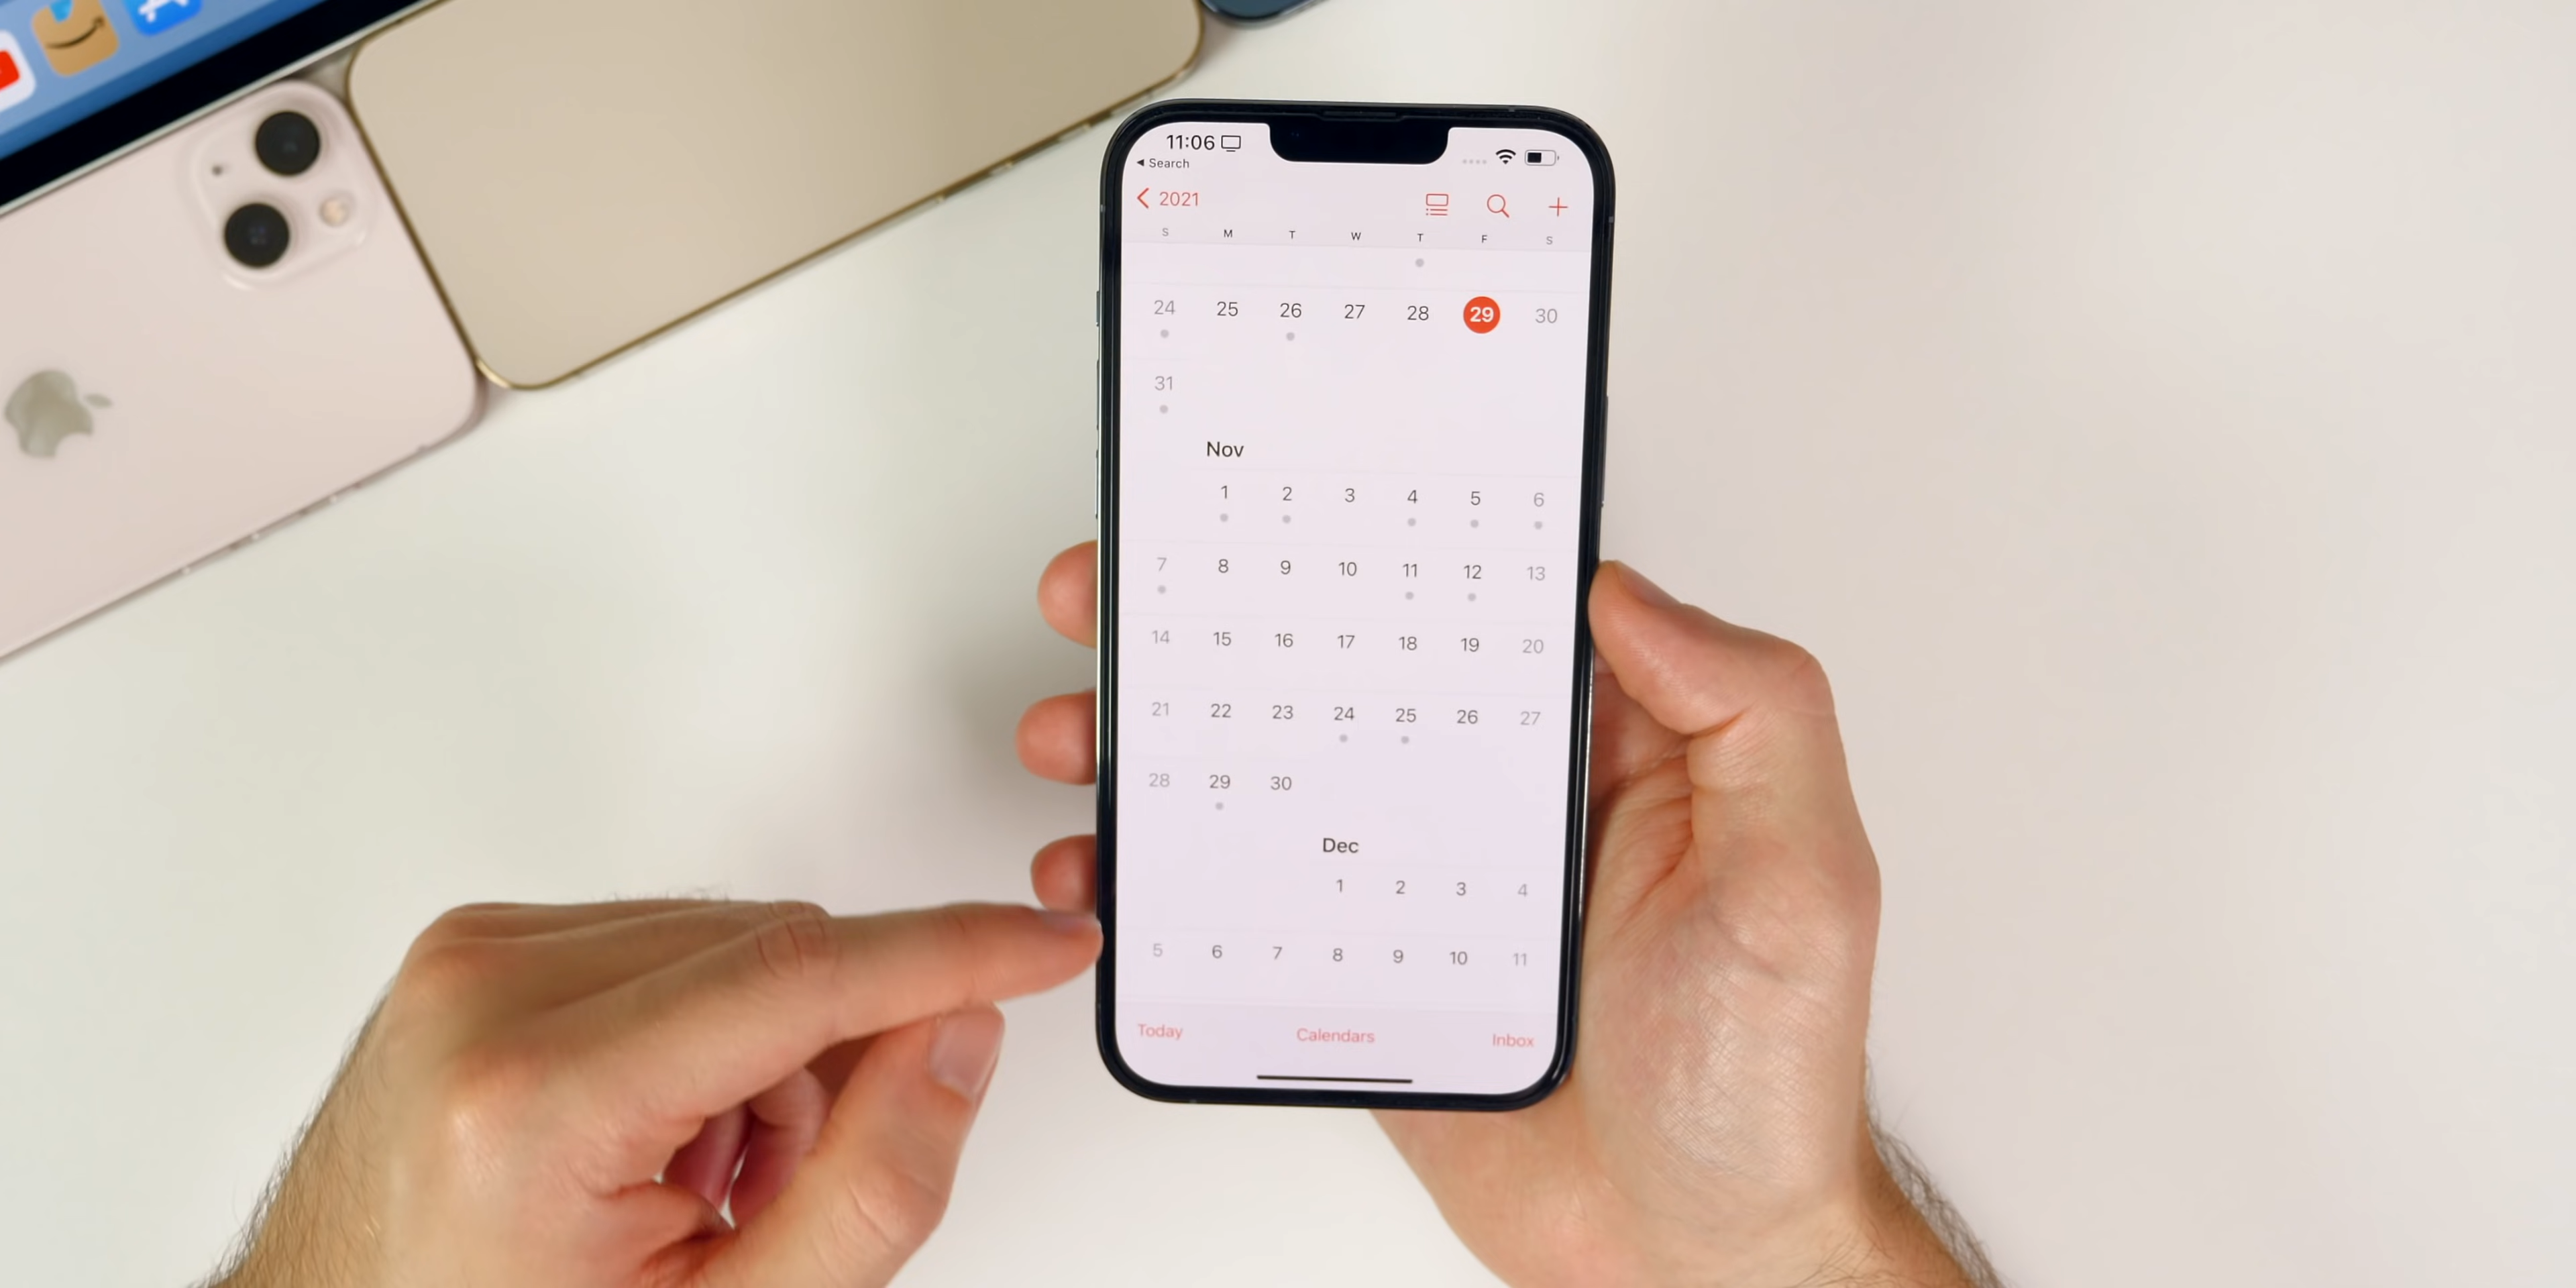 11:06
◀ Search
2021
S M T W T F S
24 25 26 27 28 29 30
31
Nov
1 2 3 4 5 6
7 8 9 10 11 12 13
14 15 16 17 18 19 20
21 22 23 24 25 26 27
28 29 30
Dec
1 2 3 4
5 6 7 8 9 10 11
Today Calendars Inbox